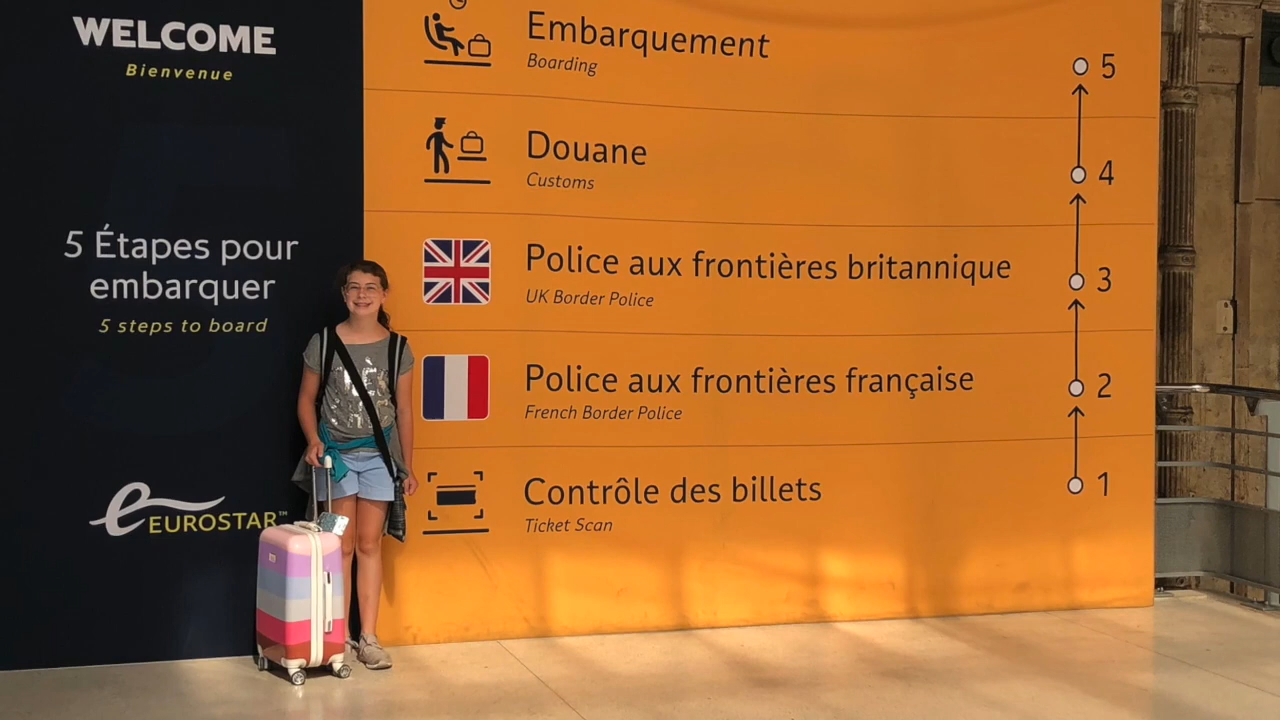 WELCOME
Bienvenue
5 Étapes pour
embarquer
5 steps to board
EUROSTAR™
Embarquement
Boarding
5
Douane
Customs
4
Police aux frontières britannique
UK Border Police
3
Police aux frontières française
French Border Police
2
Contrôle des billets
Ticket Scan
1